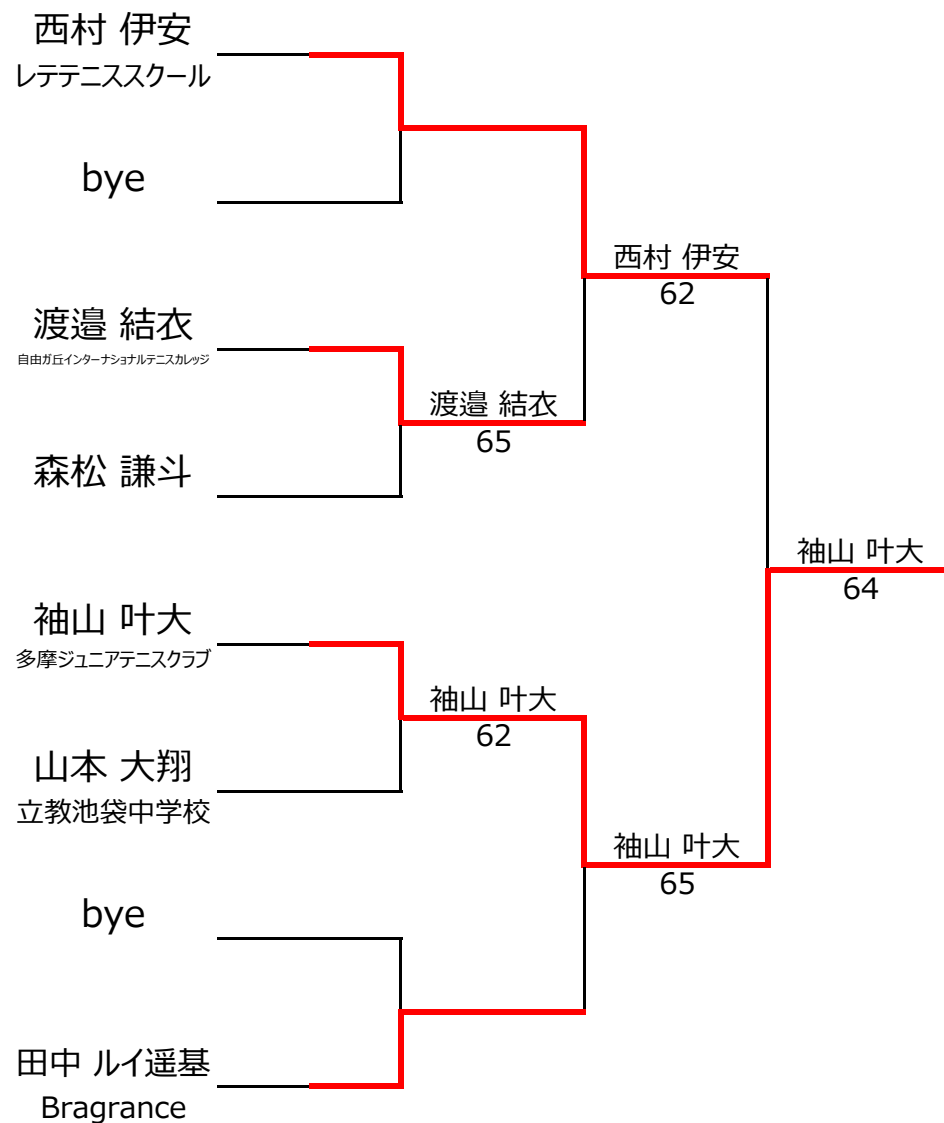 西村 伊安
レテテニススクール
bye
渡邉 結衣
自由ガ丘インターナショナルテニスカレッジ
森松 謙斗
袖山 叶大
多摩ジュニアテニスクラブ
山本 大翔
立教池袋中学校
bye
田中 ルイ遥基
Bragrance
渡邉 結衣
65
袖山 叶大
62
西村 伊安
62
袖山 叶大
65
袖山 叶大
64